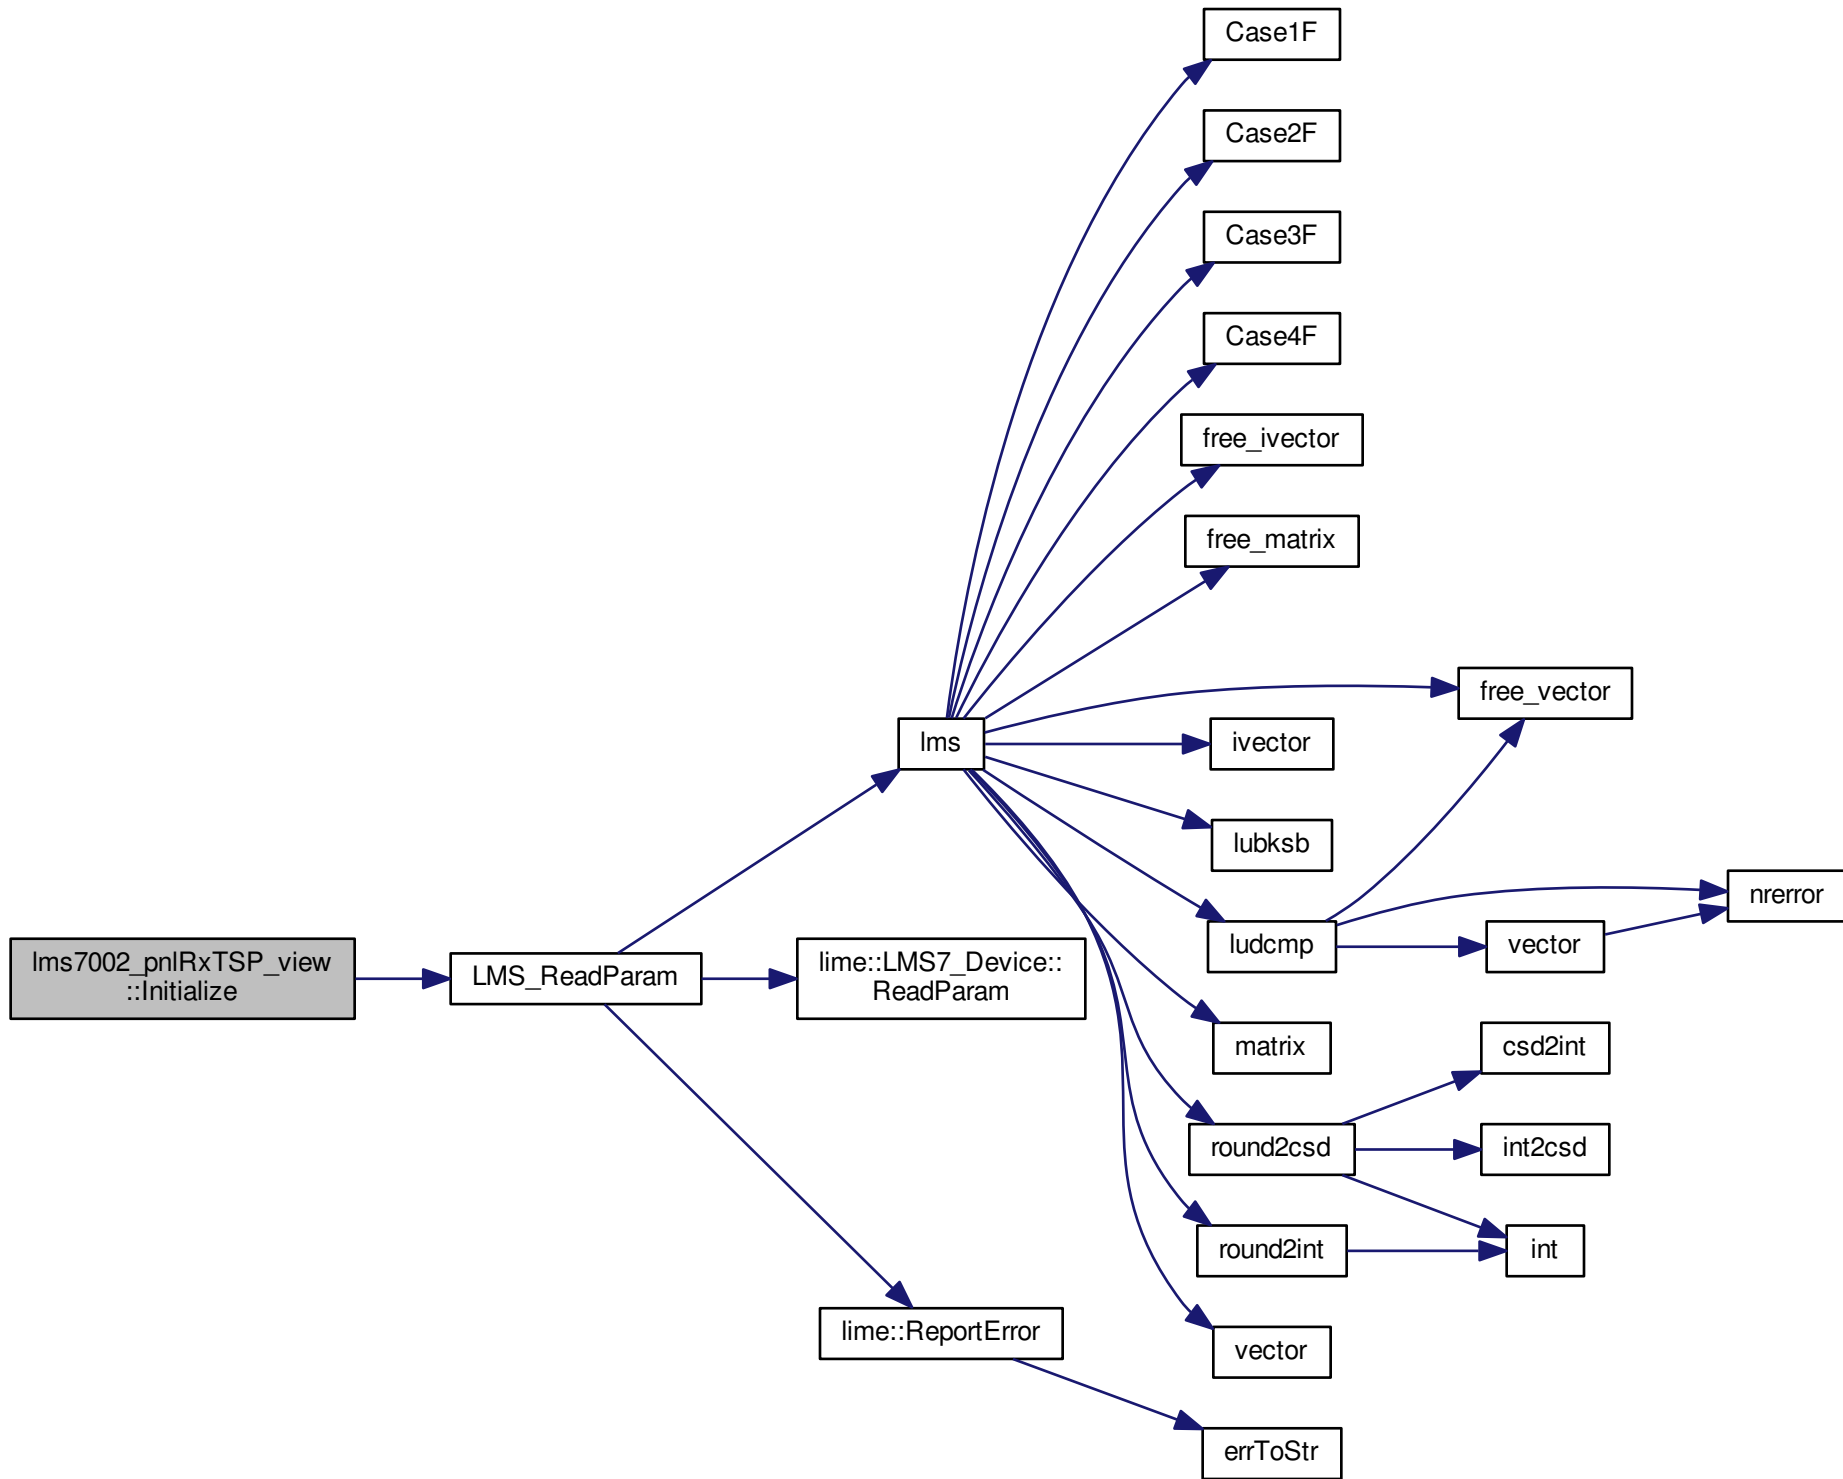 Case1F
Case2F
Case3F
Case4F
free_ivector
free_matrix
free_vector
lms
ivector
lubksb
nrerror
ludcmp
vector
lms7002_pnlRxTSP_view
::Initialize
LMS_ReadParam
lime::LMS7_Device::
ReadParam
matrix
csd2int
round2csd
int2csd
round2int
int
lime::ReportError
vector
errToStr